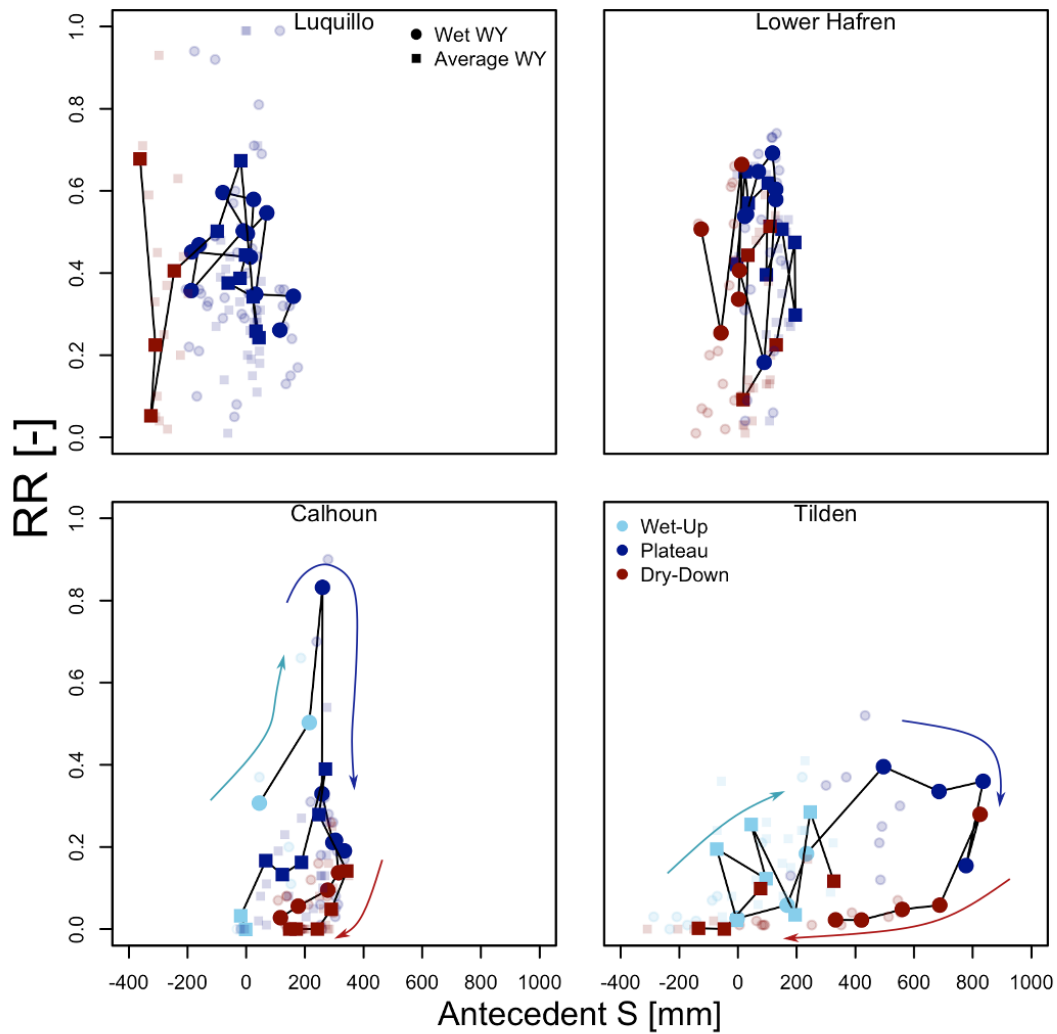 Luquillo
Wet WY
Average WY
Lower Hafren
1.0
0.8
0.6
0.4
0.2
0.0
RR [-]
Calhoun
Tilden
Wet-Up
Plateau
Dry-Down
1.0
0.8
0.6
0.4
0.2
0.0
-400 -200 0 200 400 600 800 1000
-400 -200 0 200 400 600 800 1000
Antecedent S [mm]